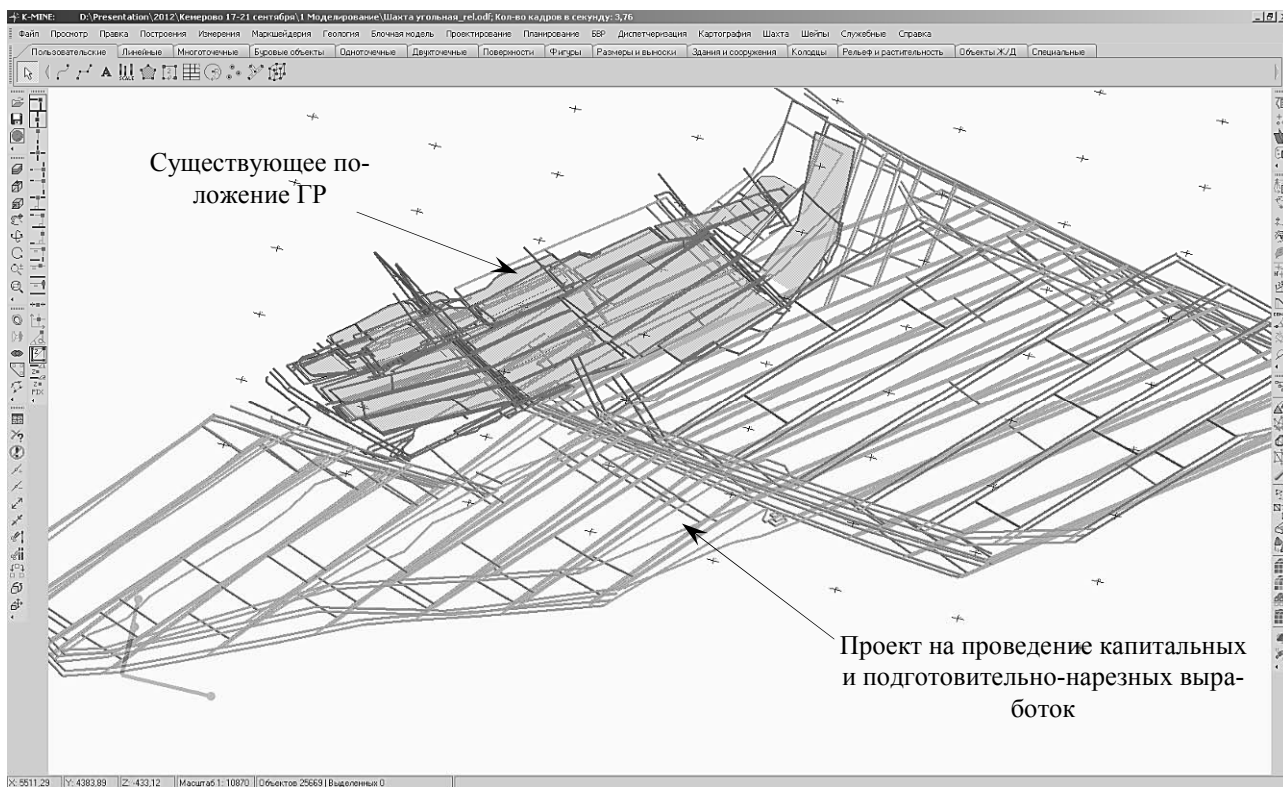 K-MINE: D:\Presentation\2012\Кемерово 17-21 сентября\1 Моделирование\Шахта угольная_rel.odf; Кол-во кадров в секунду: 3,76
Файл Просмотр Правка Построения Измерения Маркшейдерия Геология Блочная модель Проектирование Планирование БВР Диспетчеризация Картография Шахта Шейпы Служебные Справка
Пользовательские Линейные Многоточечные Буровые объекты Одноточечные Двухточечные Поверхности Фигуры Размеры и выноски Здания и сооружения Колодцы Рельеф и растительность Объекты Ж/Д Специальные
Существующее по-
ложение ГР
Проект на проведение капитальных
и подготовительно-нарезных выра-
боток
X: 5511,29 Y: 4383,89 Z: -433,12 Масштаб 1: 10870 Объектов 25669 | Выделенных 0